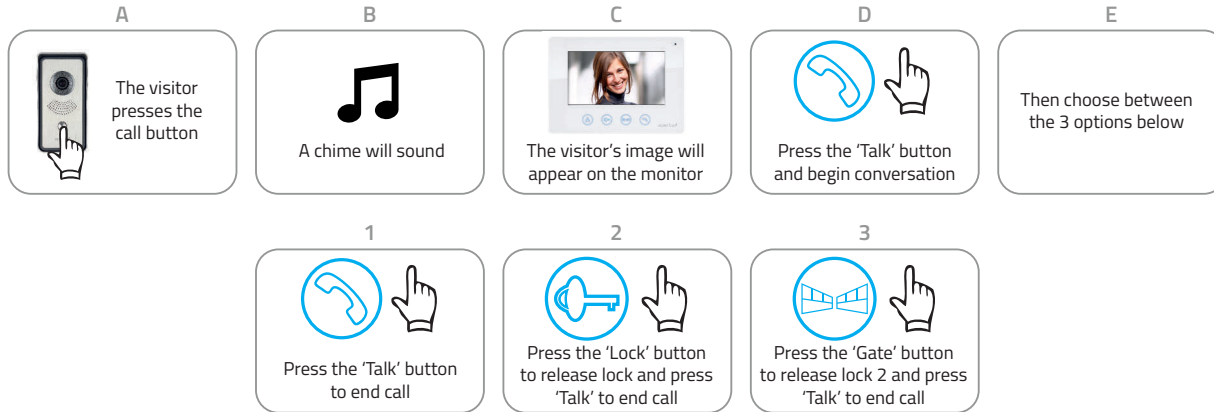 A
B
C
D
E
The visitor
presses the
call button
A chime will sound
The visitor’s image will
appear on the monitor
Press the ‘Talk’ button
and begin conversation
Then choose between
the 3 options below
1
2
3
Press the ‘Talk’ button
to end call
Press the ‘Lock’ button
to release lock and press
‘Talk’ to end call
Press the ‘Gate’ button
to release lock 2 and press
‘Talk’ to end call